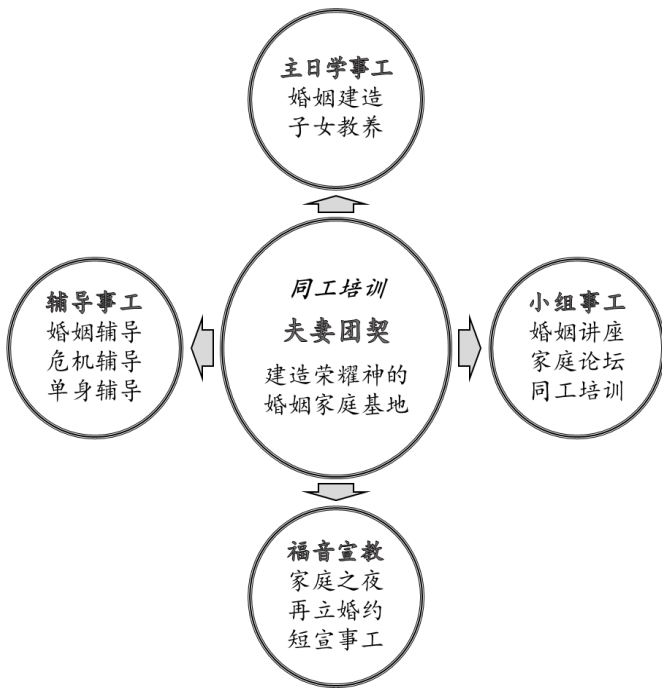 主日学事工
婚姻建造
子女教养
同工培训
夫妻团契
建造荣耀神的
婚姻家庭基地
辅导事工
婚姻辅导
危机辅导
单身辅导
小组事工
婚姻讲座
家庭论坛
同工培训
福音宣教
家庭之夜
再立婚约
短宣事工